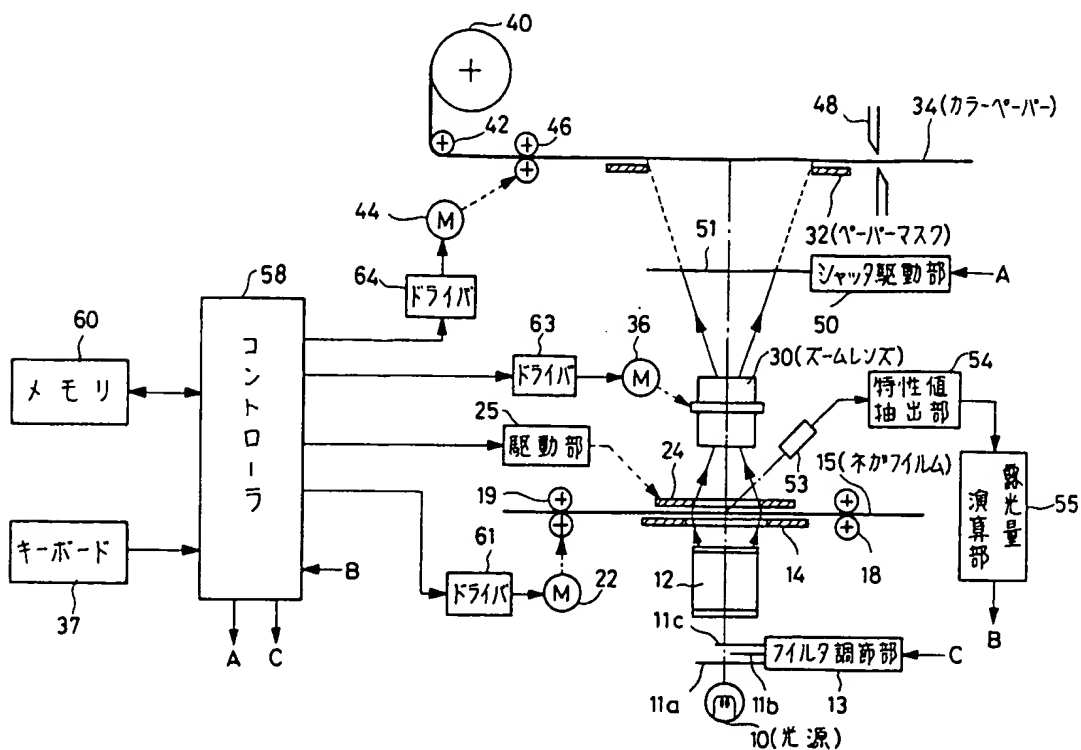 40
42
46
48
34(カラーペーパー)
44
M
32(ペーパーマスク)
51
シャッタ駆動部
A
50
64
ドライバ
58
コントローラ
60
メモリ
63
ドライバ
36
M
30(ズームレンズ)
54
特性値
抽出部
25
駆動部
24
53
15(ネガフイルム)
19
露光量
演算部
55
キーボード
37
B
61
ドライバ
M
22
12
14
18
B
A
C
11c
フイルタ調節部
C
11a
11b
13
10(光源)